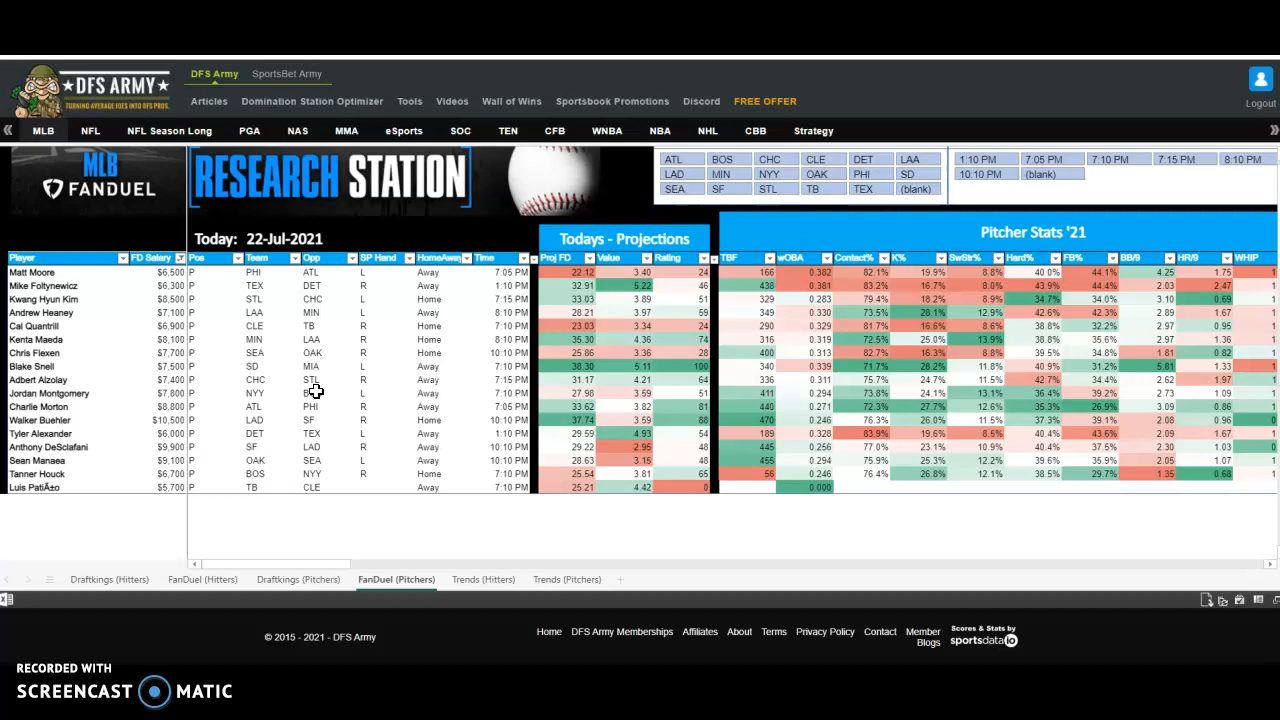 DFS Army SportsBet Army
★DFS ARMY★
TURNING AVERAGE JOES INTO DFS PROS.
Articles Domination Station Optimizer Tools Videos Wall of Wins Sportsbook Promotions Discord FREE OFFER
Logout
« MLB NFL NFL Season Long PGA NAS MMA eSports SOC TEN CFB WNBA NBA NHL CBB Strategy »
MLB
FANDUEL
RESEARCH STATION
ATL BOS CHC CLE DET LAA
LAD MIN NYY OAK PHI SD
SEA SF STL TB TEX (blank)
1:10 PM 7:05 PM 7:10 PM 7:15 PM 8:10 PM
10:10 PM (blank)
Today: 22-Jul-2021
Todays - Projections
Pitcher Stats '21
Player FD Salary Pos Team Opp SP Hand HomeAway Time Proj FD Value Rating TBF wOBA Contact% K% SwStr% Hard% FB% BB/9 HR/9 WHIP
Matt Moore $6,500 P PHI ATL L Away 7:05 PM 22.12 3.40 24 166 0.382 82.1% 19.9% 8.8% 40.0% 44.1% 4.25 1.75 1
Mike Foltynewicz $6,300 P TEX DET R Away 1:10 PM 32.91 5.22 46 438 0.381 83.2% 16.7% 8.0% 43.9% 44.4% 2.03 2.47 1
Kwang Hyun Kim $8,500 P STL CHC L Home 7:15 PM 33.03 3.89 51 329 0.283 79.4% 18.2% 8.9% 34.7% 34.0% 3.10 0.69 1
Andrew Heaney $7,100 P LAA MIN L Away 8:10 PM 28.21 3.97 59 349 0.330 73.5% 28.1% 12.9% 42.6% 42.3% 2.89 1.67 1
Cal Quantrill $6,900 P CLE TB R Home 7:10 PM 23.03 3.34 24 290 0.329 81.7% 16.6% 8.6% 38.8% 32.2% 2.97 0.95 1
Kenta Maeda $8,100 P MIN LAA R Home 8:10 PM 35.30 4.36 74 316 0.319 72.5% 25.0% 13.9% 38.8% 35.6% 2.72 1.48 1
Chris Flexen $7,700 P SEA OAK R Home 10:10 PM 25.86 3.36 28 400 0.313 82.7% 16.3% 8.8% 39.5% 34.8% 1.81 0.82 1
Blake Snell $7,500 P SD MIA L Away 7:10 PM 38.30 5.11 100 340 0.339 71.7% 28.2% 11.8% 40.9% 31.2% 5.81 1.33 1
Adbert Alzolay $7,400 P CHC STL R Away 7:15 PM 31.17 4.21 64 336 0.311 75.7% 24.7% 11.5% 42.7% 34.4% 2.62 1.97 1
Jordan Montgomery $7,800 P NYY L Away 7:10 PM 27.98 3.59 51 411 0.294 73.8% 24.1% 13.1% 36.4% 39.2% 2.65 1.07 1
Charlie Morton $8,800 P ATL PHI R Home 7:05 PM 33.62 3.82 81 440 0.271 72.3% 27.7% 12.6% 35.3% 26.9% 3.09 0.86 1
Walker Buehler $10,500 P LAD SF R Home 10:10 PM 37.74 3.59 88 470 0.246 76.3% 26.0% 11.5% 37.3% 39.1% 2.08 0.96 0
Tyler Alexander $6,000 P DET TEX L Home 1:10 PM 29.59 4.93 54 189 0.328 83.9% 19.6% 8.5% 40.4% 43.6% 2.09 1.67 1
Anthony DeSclafani $9,900 P SF LAD R Away 10:10 PM 29.22 2.95 48 445 0.256 77.0% 23.1% 10.9% 40.4% 37.5% 2.30 1.03 0
Sean Manaea $9,100 P OAK SEA L Away 10:10 PM 28.63 3.15 48 455 0.294 75.9% 25.3% 12.2% 39.6% 35.9% 2.05 1.07 1
Tanner Houck $6,700 P BOS NYY R Home 7:10 PM 25.54 3.81 65 56 0.246 76.4% 26.8% 12.1% 38.5% 29.7% 1.35 0.68 1
Luis PatiÃ±o $5,700 P TB CLE Away 7:10 PM 25.21 4.42 0 0.000
Draftkings (Hitters) FanDuel (Hitters) Draftkings (Pitchers) FanDuel (Pitchers) Trends (Hitters) Trends (Pitchers) +
© 2015 - 2021 - DFS Army
Home DFS Army Memberships Affiliates About Terms Privacy Policy Contact Member Blogs
Scores & Stats by
sportsdataio
RECORDED WITH
SCREENCAST MATIC